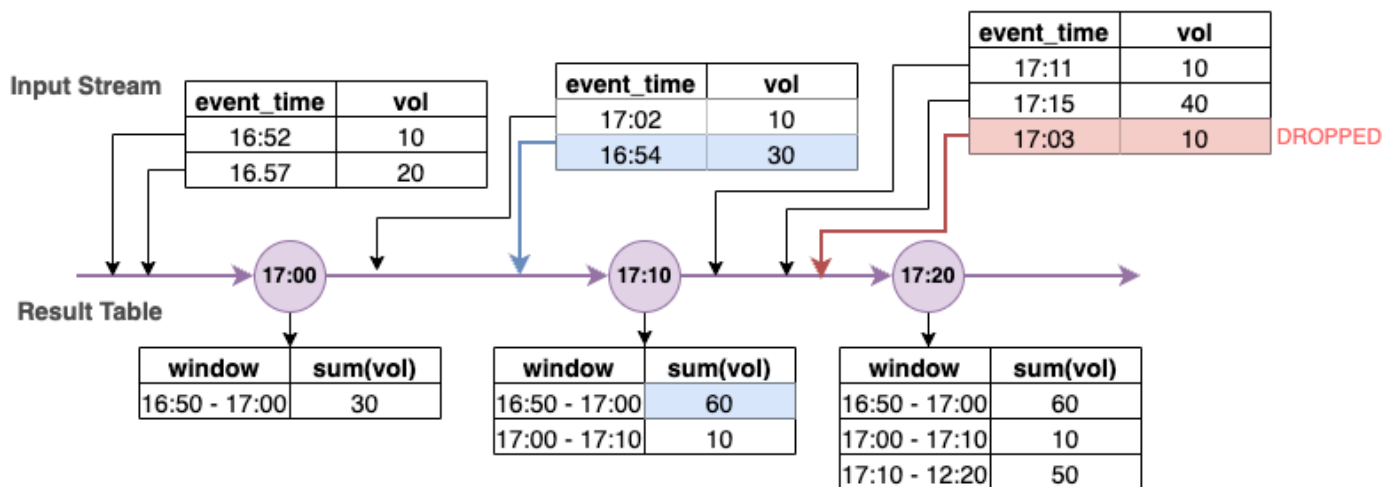 Input Stream
event_time vol
16:52 10
16.57 20
event_time vol
17:02 10
16:54 30
event_time vol
17:11 10
17:15 40
17:03 10 DROPPED
17:00 17:10 17:20
Result Table
window sum(vol)
16:50 - 17:00 30
window sum(vol)
16:50 - 17:00 60
17:00 - 17:10 10
window sum(vol)
16:50 - 17:00 60
17:00 - 17:10 10
17:10 - 12:20 50